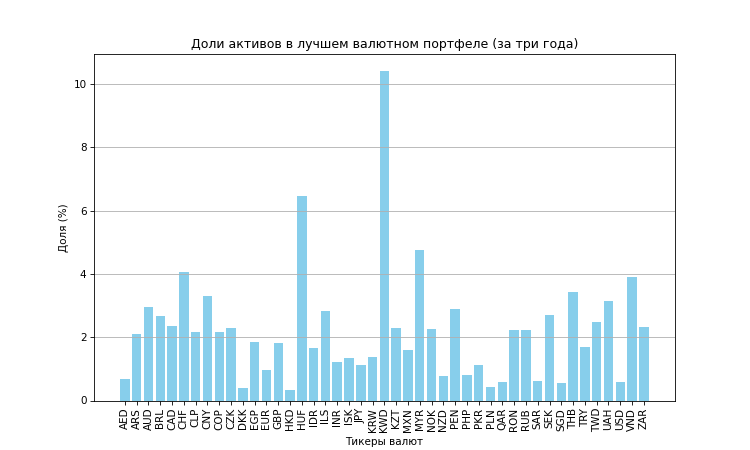 Доли активов в лучшем валютном портфеле (за три года)
Доля (%)
10
8
6
4
2
0
AED ARS AUD BRL CAD CHF CLP CNY COP CZK DKK EGP EUR GBP HKD HUF IDR ILS INR ISK JPY KRW KWD KZT MXN MYR NOK NZD PEN PHP PKR PLN QAR RON RUB SAR SEK SGD THB TRY TWD UAH USD VND ZAR
Тикеры валют